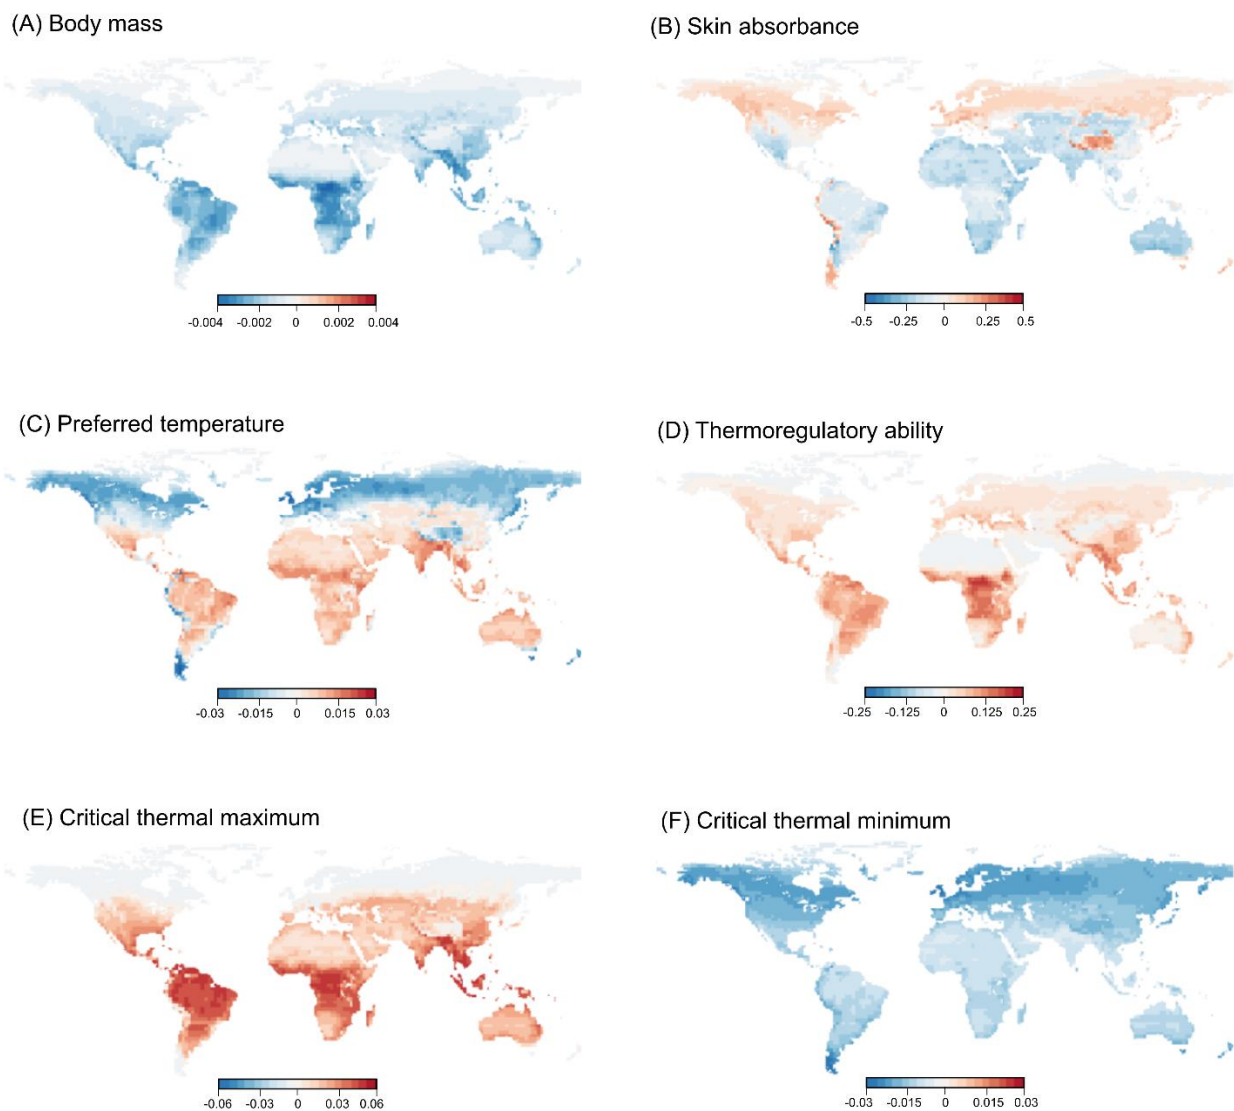 (A) Body mass
(B) Skin absorbance
-0.004 -0.002 0 0.002 0.004
-0.5 -0.25 0 0.25 0.5
(C) Preferred temperature
(D) Thermoregulatory ability
-0.03 -0.015 0 0.015 0.03
-0.25 -0.125 0 0.125 0.25
(E) Critical thermal maximum
(F) Critical thermal minimum
-0.06 -0.03 0 0.03 0.06
-0.03 -0.015 0 0.015 0.03